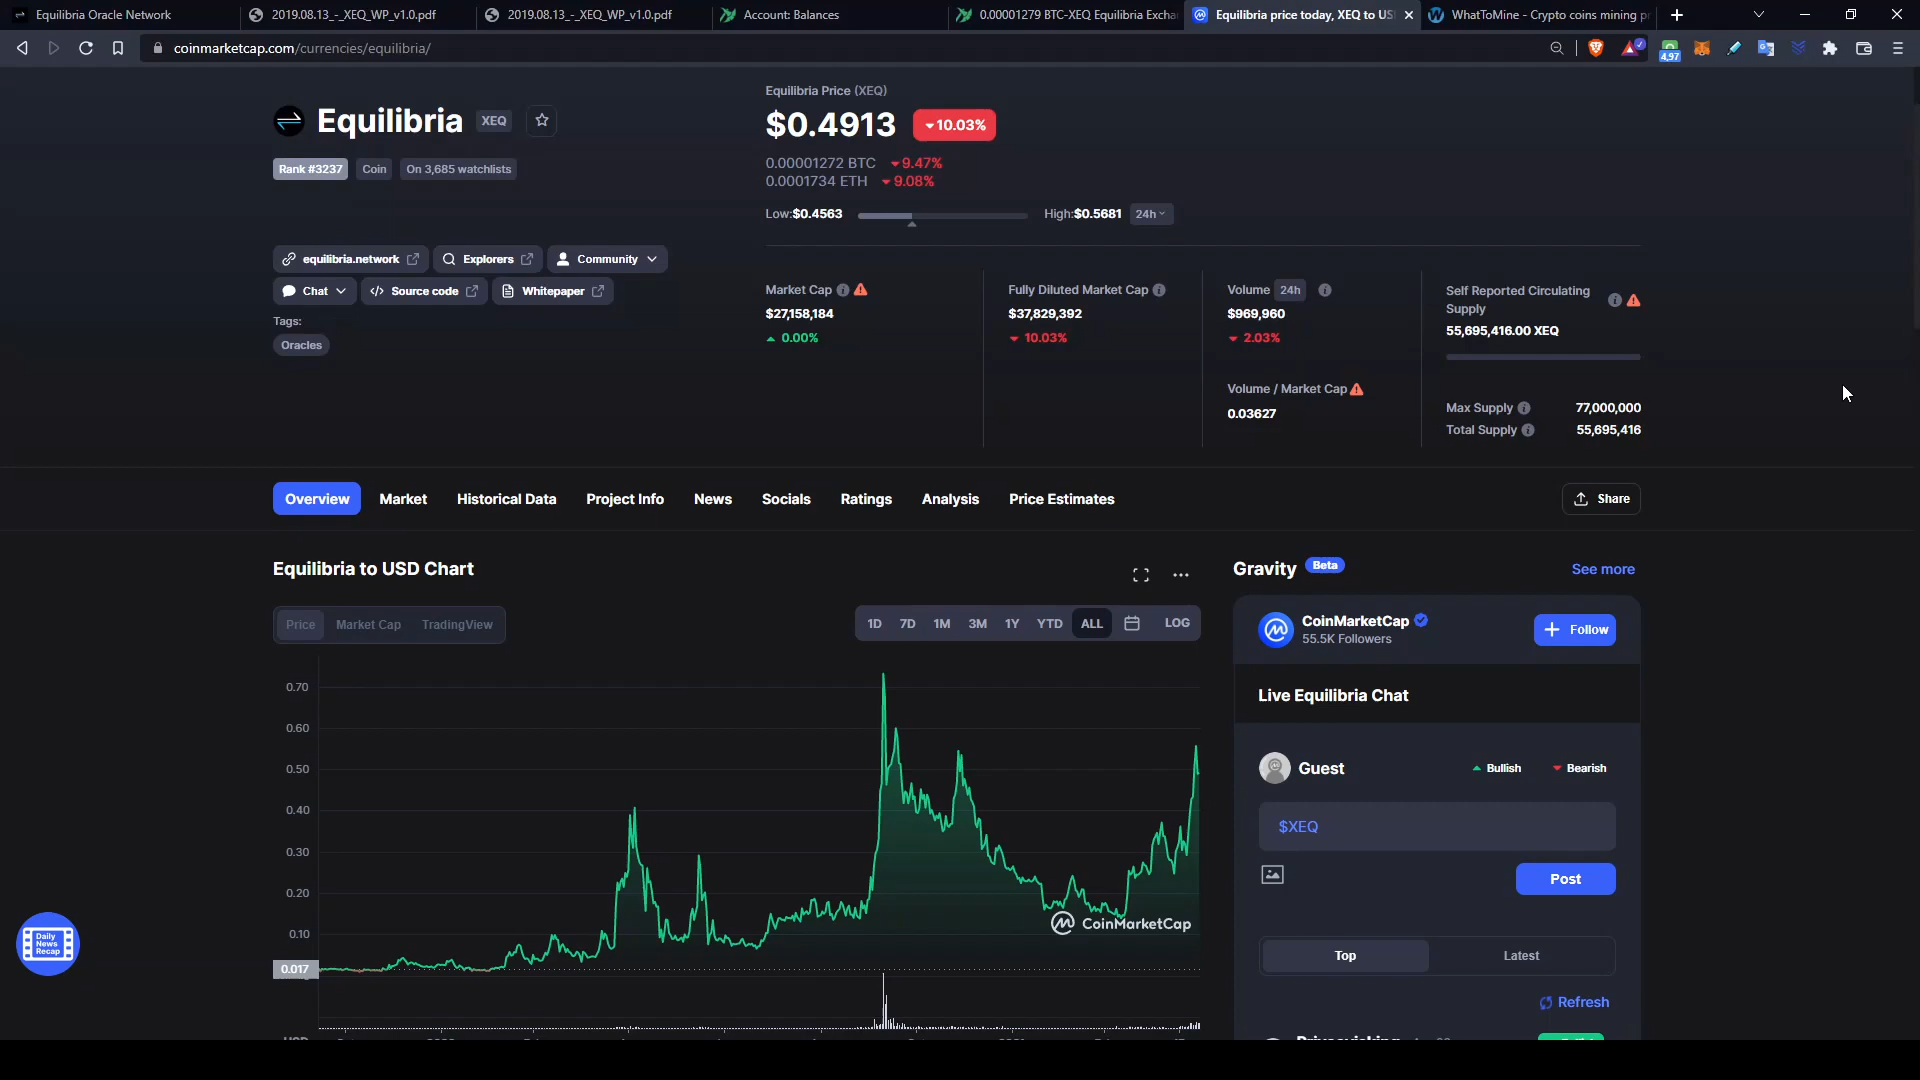 Equilibria Oracle Network
2019.08.13_-_XEQ_WP_v1.0.pdf
2019.08.13_-_XEQ_WP_v1.0.pdf
Account: Balances
0.00001279 BTC-XEQ Equilibria Excha
Equilibria price today, XEQ to US
WhatToMine - Crypto coins mining pr
coinmarketcap.com/currencies/equilibria/
4,97
Equilibria
XEQ
Rank #3237
Coin
On 3,685 watchlists
equilibria.network
Explorers
Community
Chat
Source code
Whitepaper
Tags:
Oracles
Equilibria Price (XEQ)
$0.4913
10.03%
0.00001272 BTC 9.47%
0.0001734 ETH 9.08%
Low:$0.4563
High:$0.5681
24h
Market Cap
$27,158,184
0.00%
Fully Diluted Market Cap
$37,829,392
10.03%
Volume 24h
$969,960
2.03%
Volume / Market Cap
0.03627
Self Reported Circulating
Supply
55,695,416.00 XEQ
Max Supply 77,000,000
Total Supply 55,695,416
Overview
Market
Historical Data
Project Info
News
Socials
Ratings
Analysis
Price Estimates
Share
Equilibria to USD Chart
Price
Market Cap
TradingView
1D
7D
1M
3M
1Y
YTD
ALL
LOG
0.70
0.60
0.50
0.40
0.30
0.20
0.10
0.017
CoinMarketCap
Daily
News
Recap
Gravity Beta
See more
CoinMarketCap
55.5K Followers
Follow
Live Equilibria Chat
Guest
Bullish
Bearish
$XEQ
Post
Top
Latest
Refresh